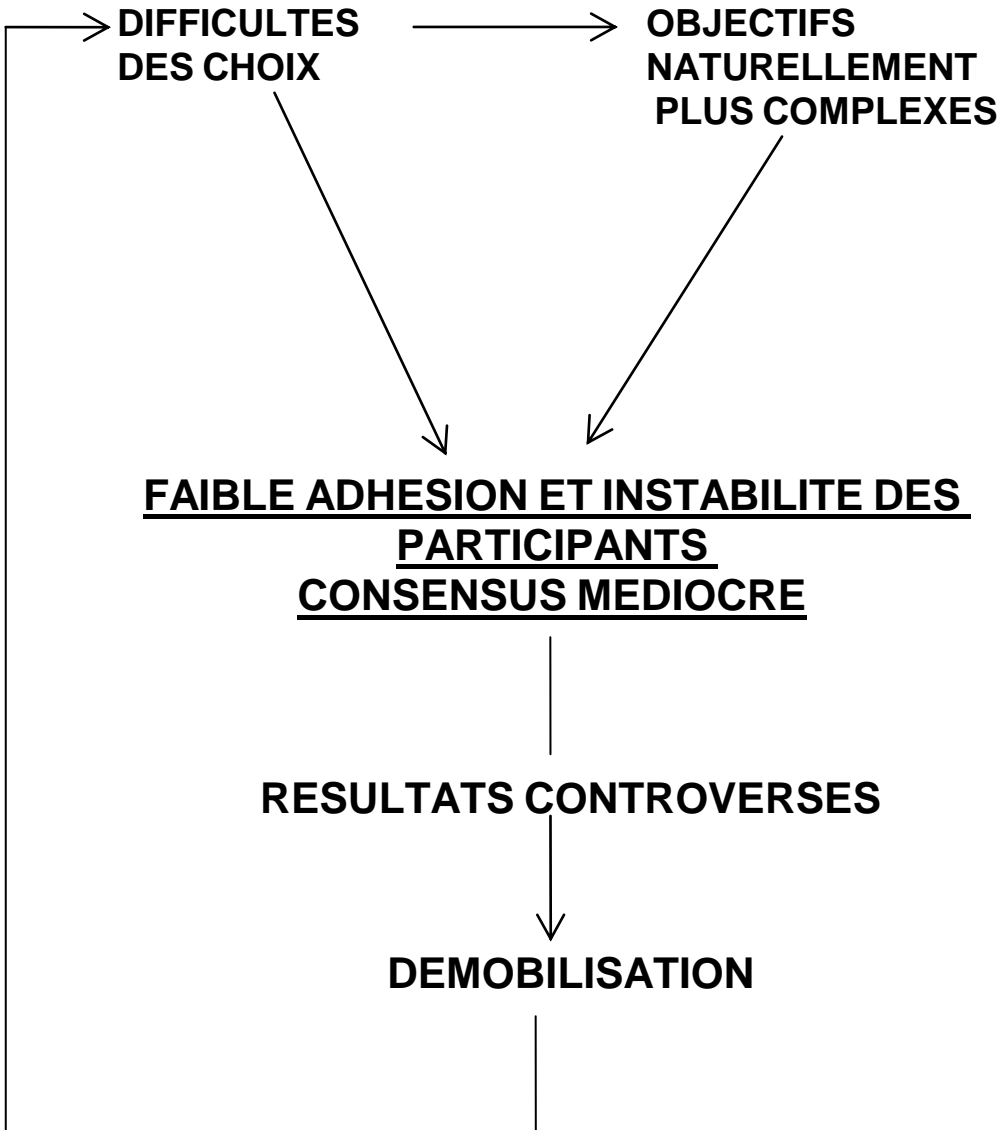 DIFFICULTES
DES CHOIX
OBJECTIFS
NATURELLEMENT
PLUS COMPLEXES
FAIBLE ADHESION ET INSTABILITE DES
PARTICIPANTS
CONSENSUS MEDIOCRE
RESULTATS CONTROVERSES
DEMOBILISATION